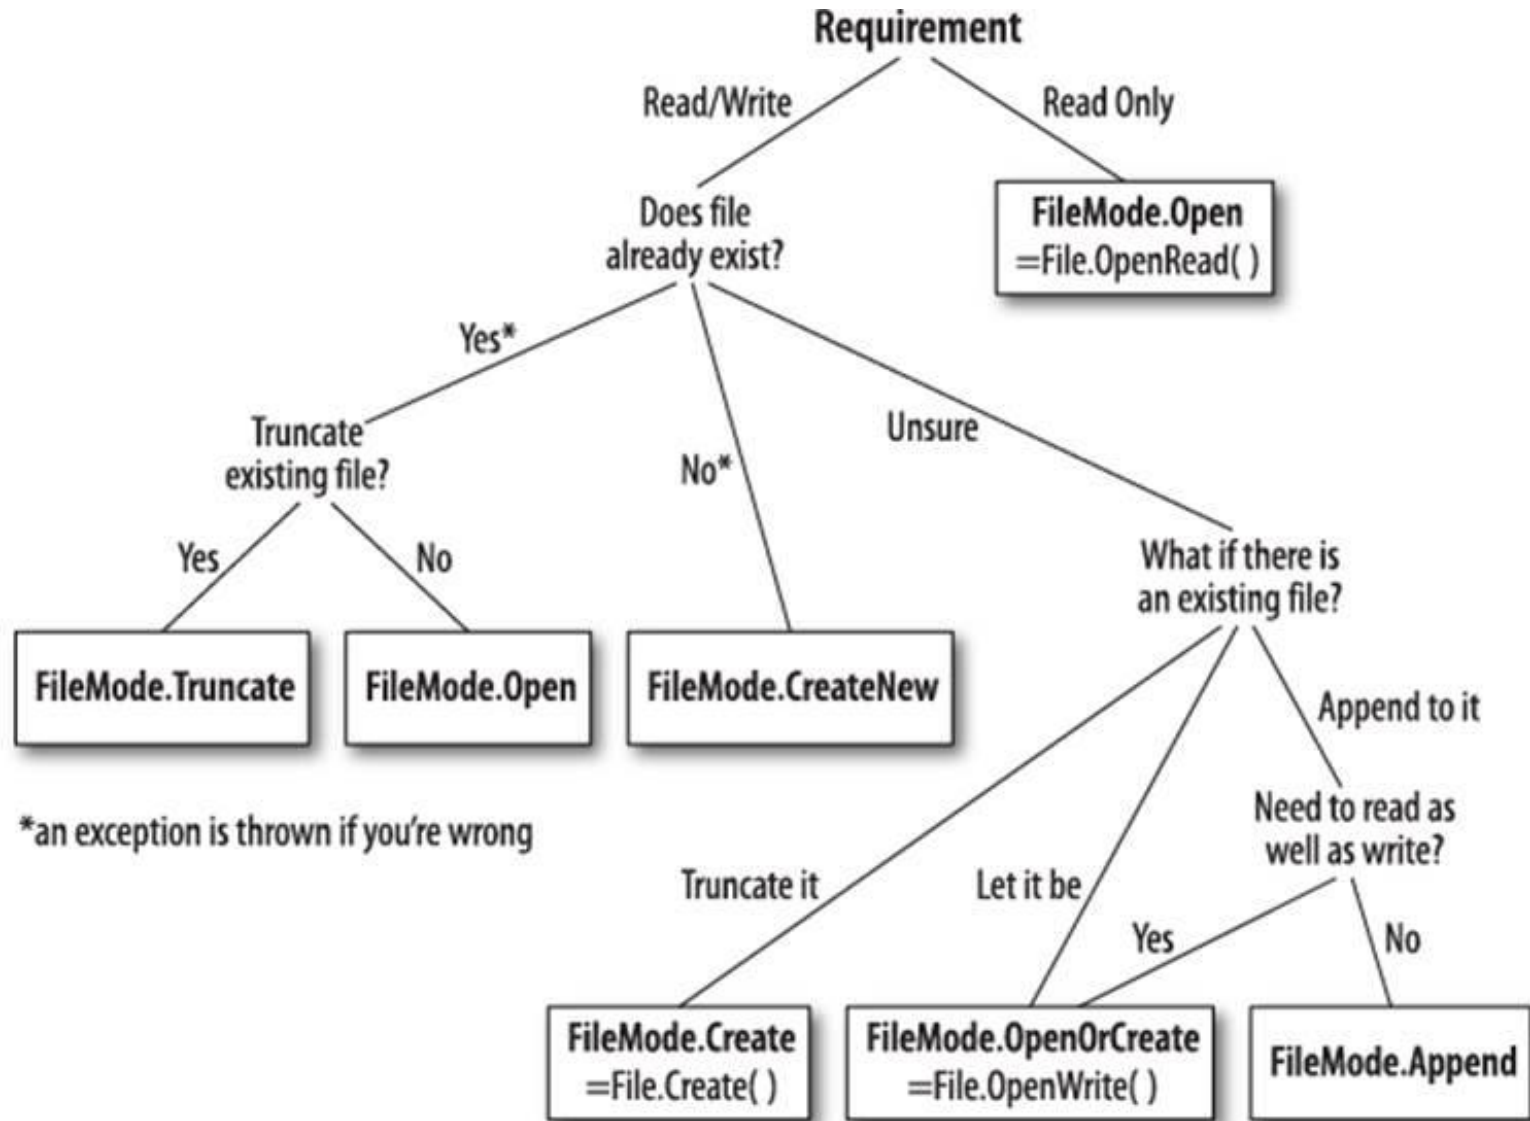 Requirement
Read/Write
Read Only
Does file
already exist?
FileMode.Open
=File.OpenRead( )
Yes*
No*
Unsure
Truncate
existing file?
Yes
No
What if there is
an existing file?
FileMode.Truncate
FileMode.Open
FileMode.CreateNew
Append to it
*an exception is thrown if you’re wrong
Need to read as
well as write?
Truncate it
Let it be
Yes
No
FileMode.Create
=File.Create( )
FileMode.OpenOrCreate
=File.OpenWrite( )
FileMode.Append